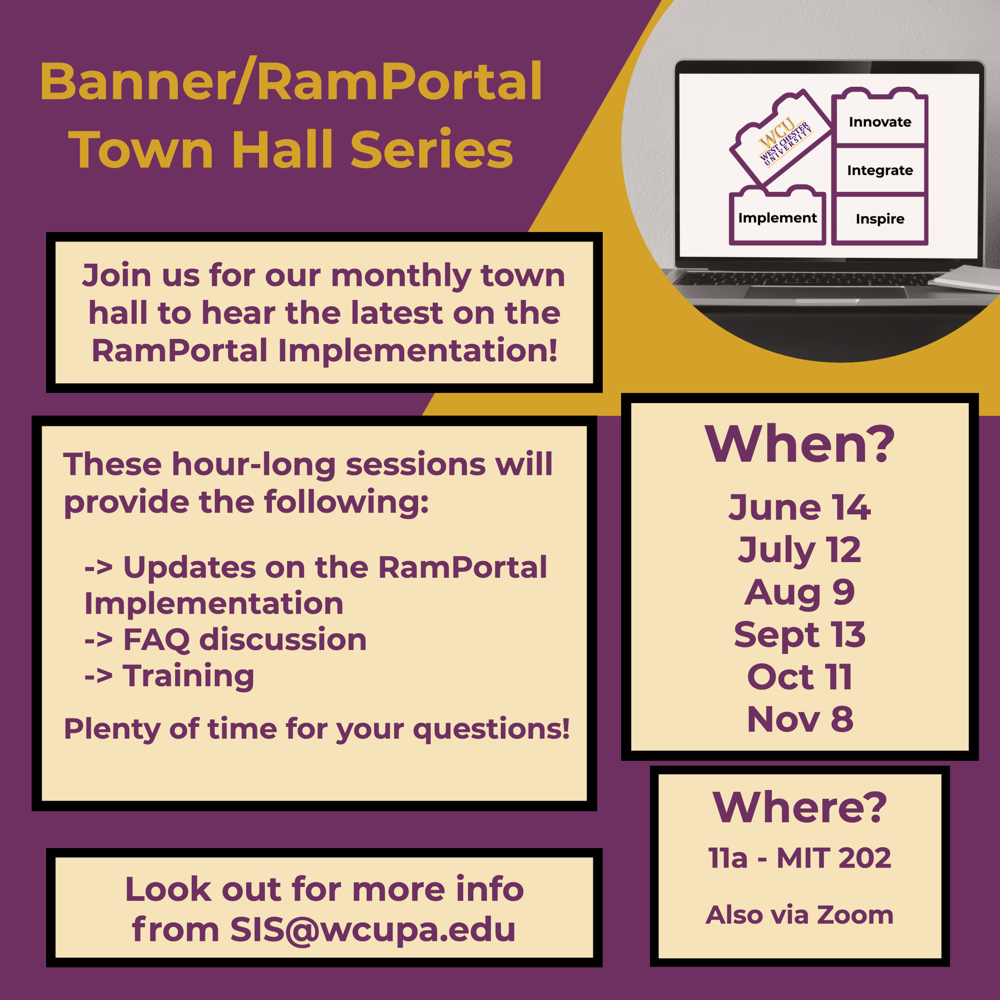 Banner/RamPortal
Town Hall Series
WCU
WEST CHESTER
UNIVERSITY
Innovate
Integrate
Implement
Inspire
Join us for our monthly town
hall to hear the latest on the
RamPortal Implementation!
These hour-long sessions will
provide the following:
-> Updates on the RamPortal
Implementation
-> FAQ discussion
-> Training
Plenty of time for your questions!
When?
June 14
July 12
Aug 9
Sept 13
Oct 11
Nov 8
Where?
11a - MIT 202
Also via Zoom
Look out for more info
from SIS@wcupa.edu